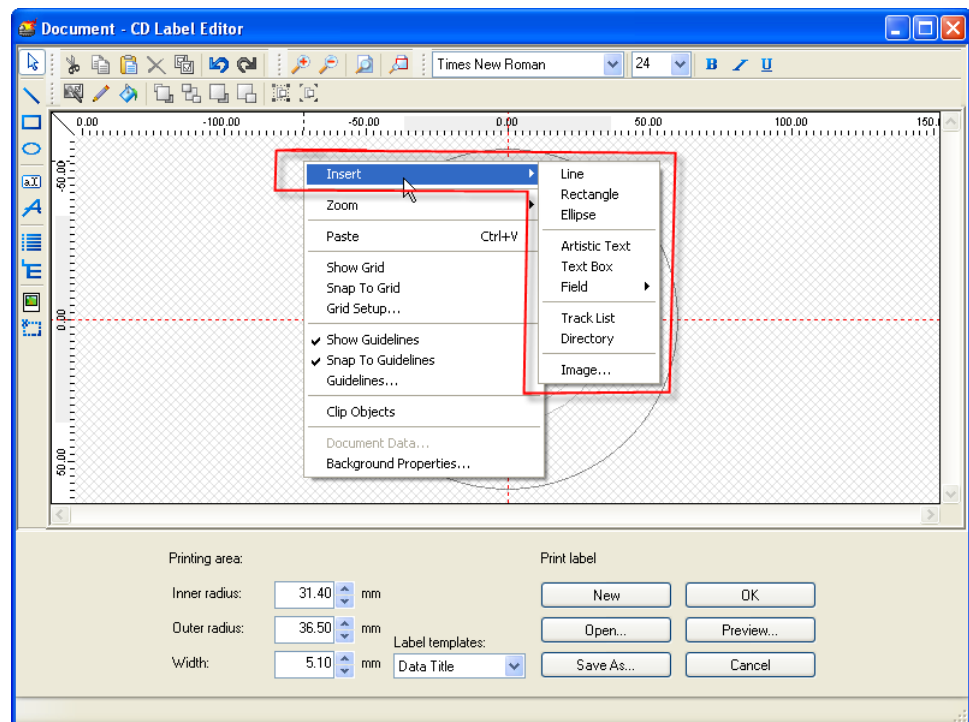 Document - CD Label Editor
Times New Roman 24 B I U
0.00 -100.00 -50.00 0.00 50.00 100.00 150.
-50.00
0.00
50.00
Insert
Zoom
Paste Ctrl+V
Show Grid
Snap To Grid
Grid Setup...
Show Guidelines
Snap To Guidelines
Guidelines...
Clip Objects
Document Data...
Background Properties...
Line
Rectangle
Ellipse
Artistic Text
Text Box
Field
Track List
Directory
Image...
Printing area:
Inner radius: 31.40 mm
Outer radius: 36.50 mm
Width: 5.10 mm
Label templates:
Data Title
Print label
New OK
Open... Preview...
Save As... Cancel